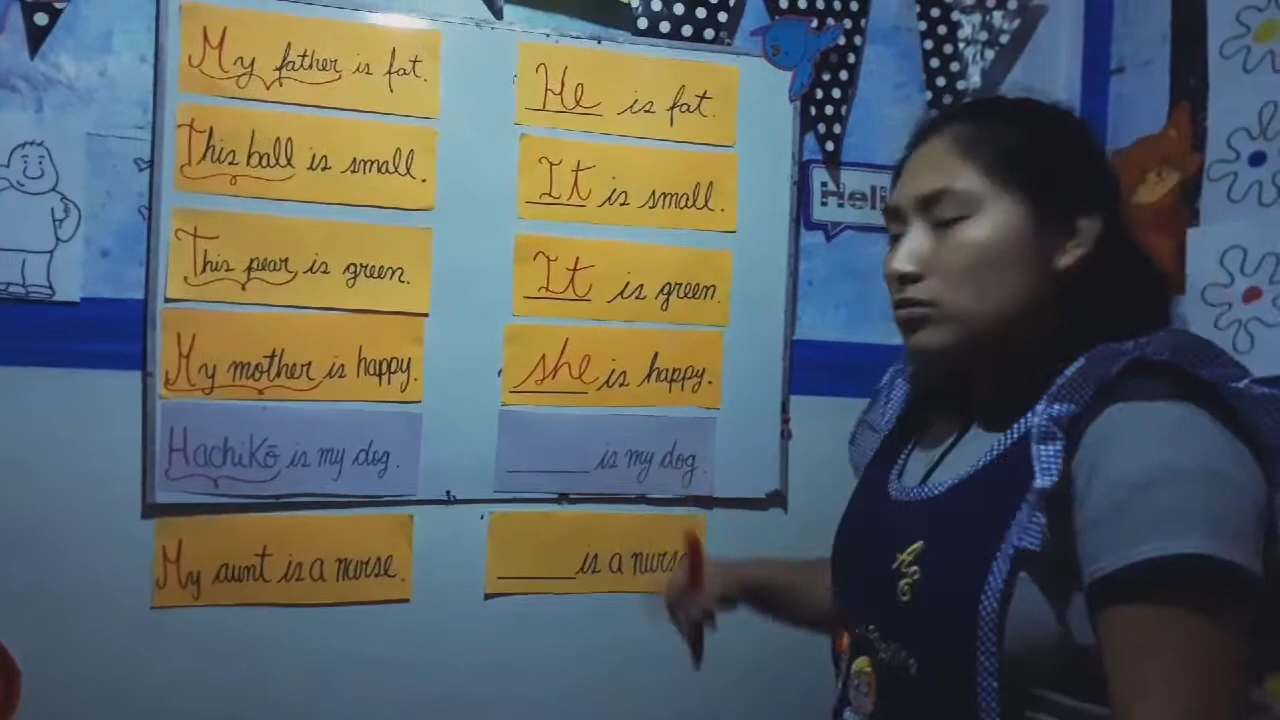 My father is fat.
He is fat.
This ball is small.
It is small.
This pear is green.
It is green.
My mother is happy.
she is happy.
Hachikō is my dog.
______ is my dog.
My aunt is a nurse.
______ is a nurse